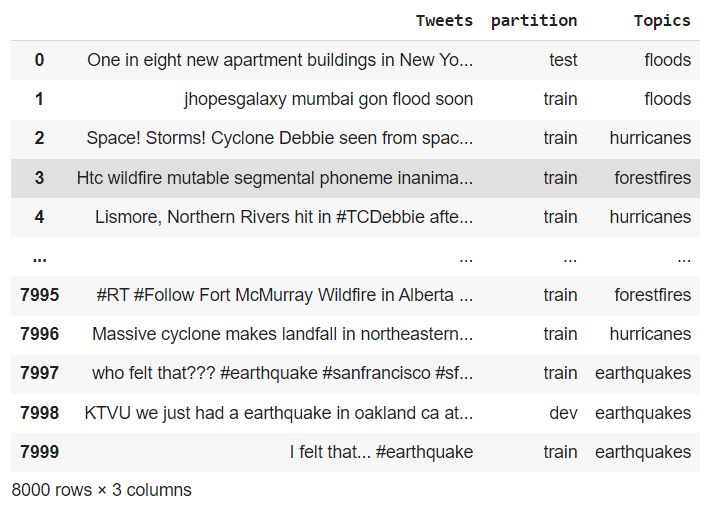 Tweets partition Topics
0 One in eight new apartment buildings in New Yo... test floods
1 jhopesgalaxy mumbai gon flood soon train floods
2 Space! Storms! Cyclone Debbie seen from spac... train hurricanes
3 Htc wildfire mutable segmental phoneme inanima... train forestfires
4 Lismore, Northern Rivers hit in #TCDebbie afte... train hurricanes
... ... ... ...
7995 #RT #Follow Fort McMurray Wildfire in Alberta ... train forestfires
7996 Massive cyclone makes landfall in northeastern... train hurricanes
7997 who felt that??? #earthquake #sanfrancisco #sf... train earthquakes
7998 KTVU we just had a earthquake in oakland ca at... dev earthquakes
7999 I felt that... #earthquake train earthquakes
8000 rows × 3 columns